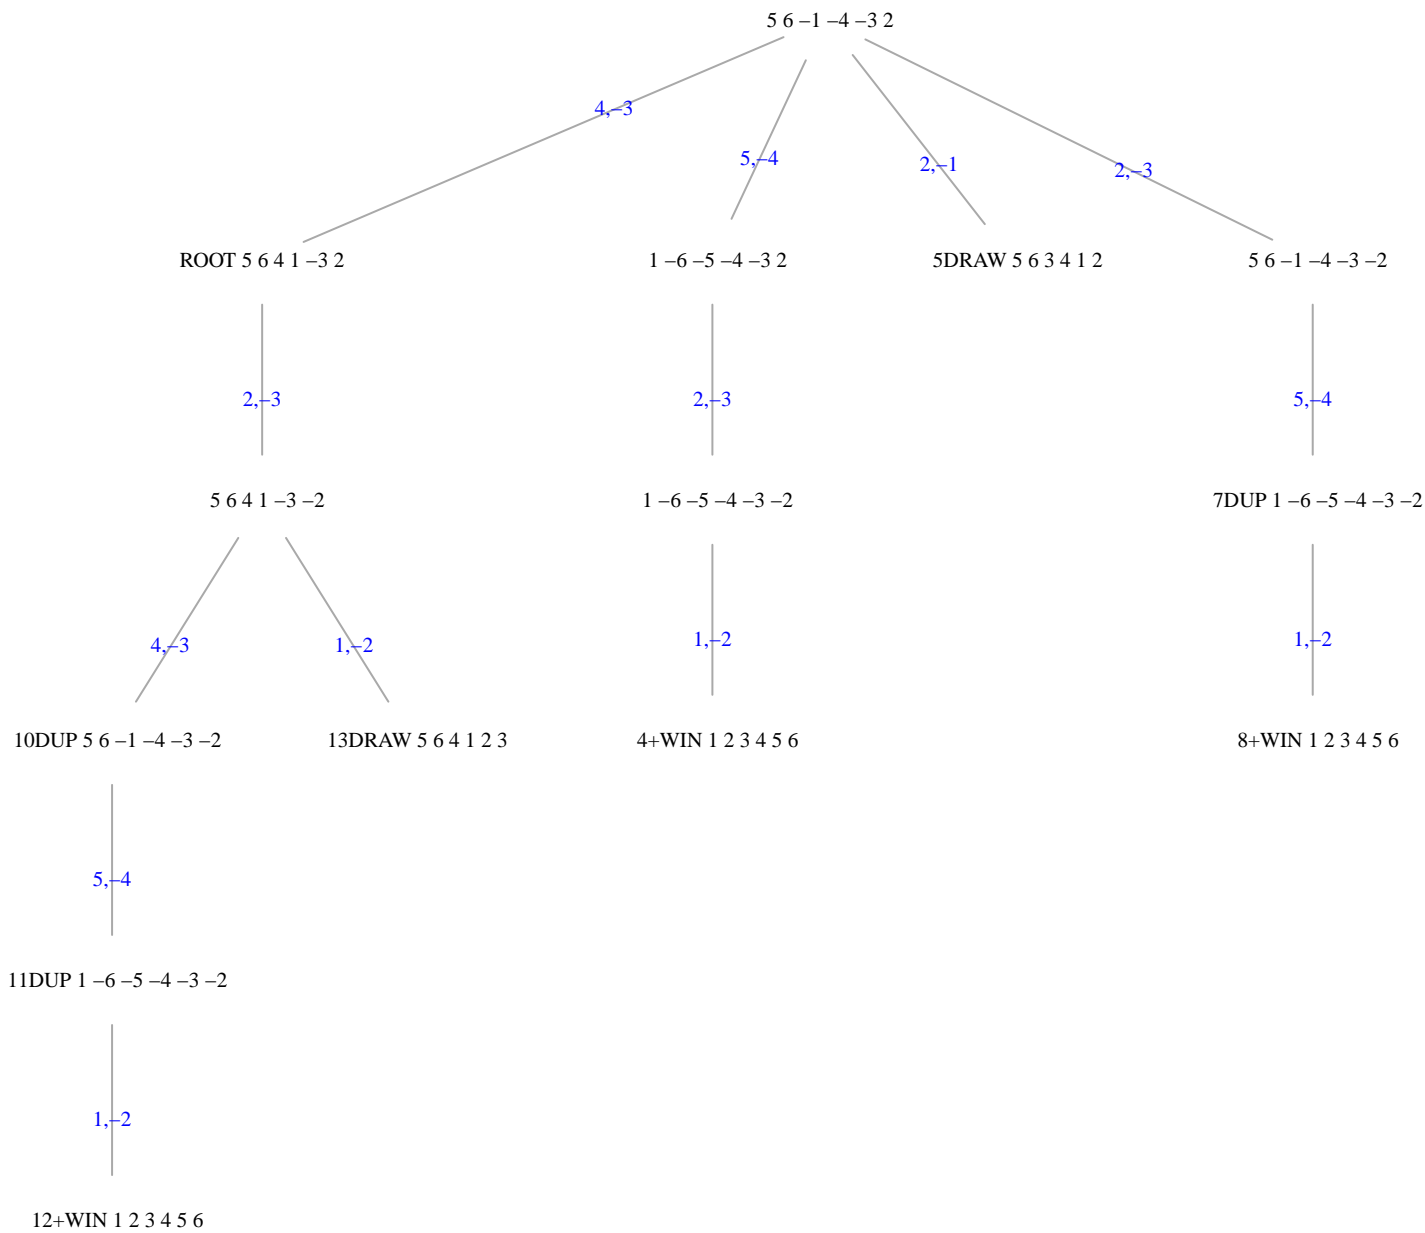 5 6 –1 –4 –3 2
4,–3
5,–4
2,–1
2,–3
ROOT 5 6 4 1 –3 2
1 –6 –5 –4 –3 2
5DRAW 5 6 3 4 1 2
5 6 –1 –4 –3 –2
2,–3
2,–3
5,–4
5 6 4 1 –3 –2
1 –6 –5 –4 –3 –2
7DUP 1 –6 –5 –4 –3 –2
4,–3
1,–2
1,–2
1,–2
10DUP 5 6 –1 –4 –3 –2
13DRAW 5 6 4 1 2 3
4+WIN 1 2 3 4 5 6
8+WIN 1 2 3 4 5 6
5,–4
11DUP 1 –6 –5 –4 –3 –2
1,–2
12+WIN 1 2 3 4 5 6